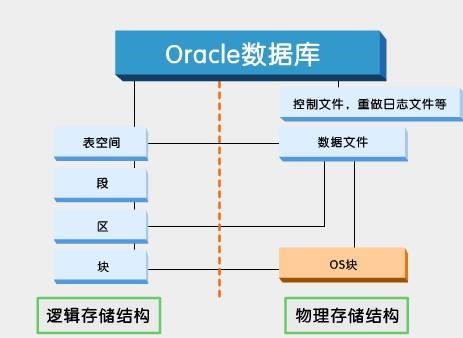 Oracle数据库
控制文件，重做日志文件等
表空间
数据文件
段
区
块
OS块
逻辑存储结构
物理存储结构